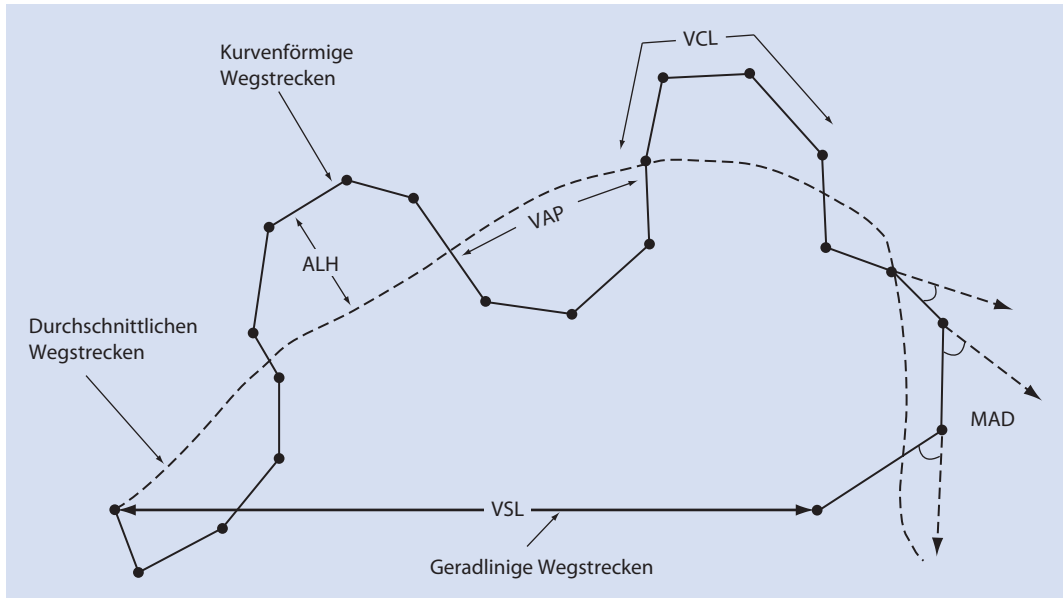 VCL
Kurvenförmige
Wegstrecken
VAP
ALH
Durchschnittlichen
Wegstrecken
MAD
VSL
Geradlinige Wegstrecken